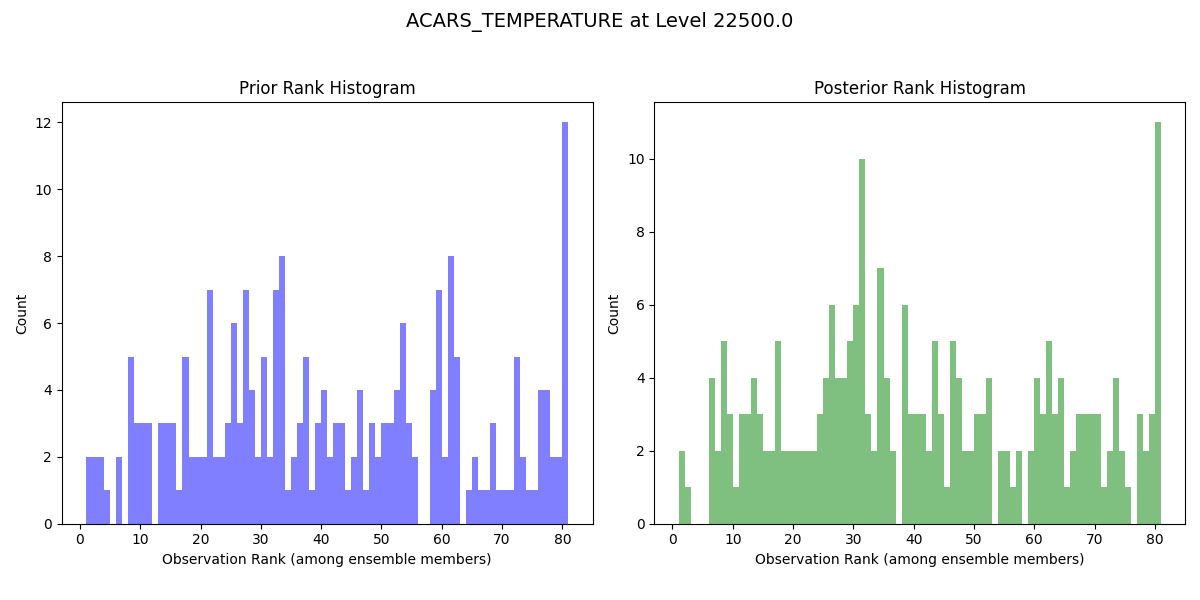 ACARS_TEMPERATURE at Level 22500.0
Prior Rank Histogram
Count
12
10
8
6
4
2
0
0 10 20 30 40 50 60 70 80
Observation Rank (among ensemble members)
Posterior Rank Histogram
Count
10
8
6
4
2
0
0 10 20 30 40 50 60 70 80
Observation Rank (among ensemble members)